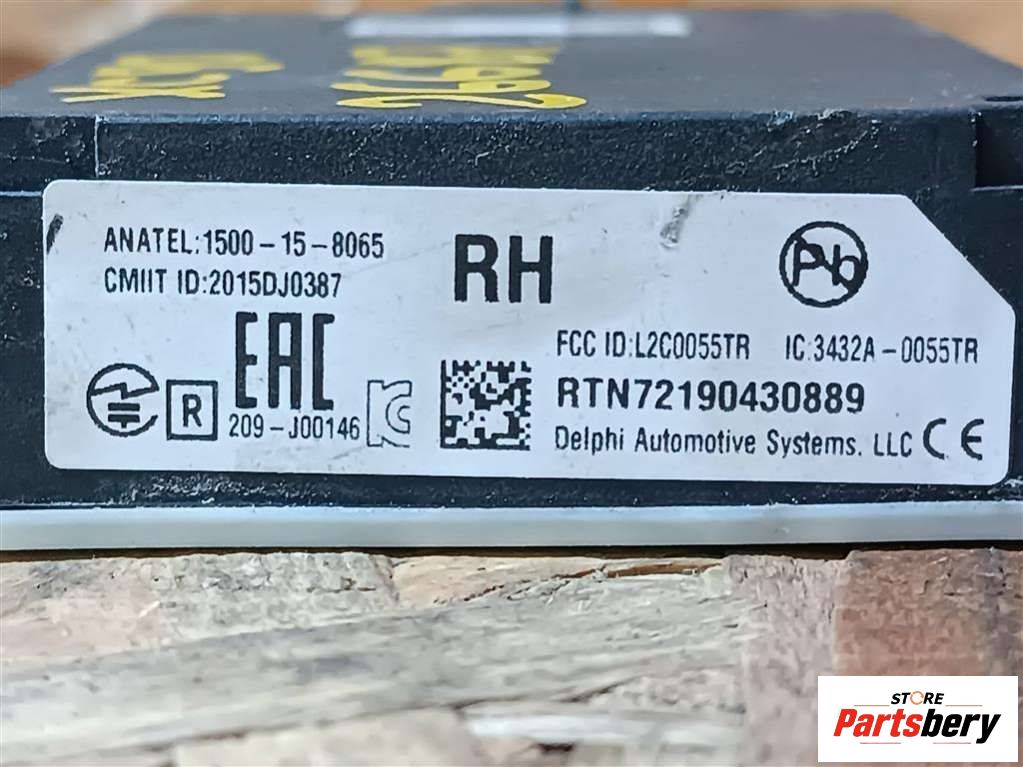 ANATEL:1500-15-8065
CMIIT ID:2015DJ0387
RH
Pb
EAC
FCC ID:L2C0055TR IC:3432A-0055TR
R
209-J00146
RTN72190430889
Delphi Automotive Systems, LLC CE
STORE
Partsbery